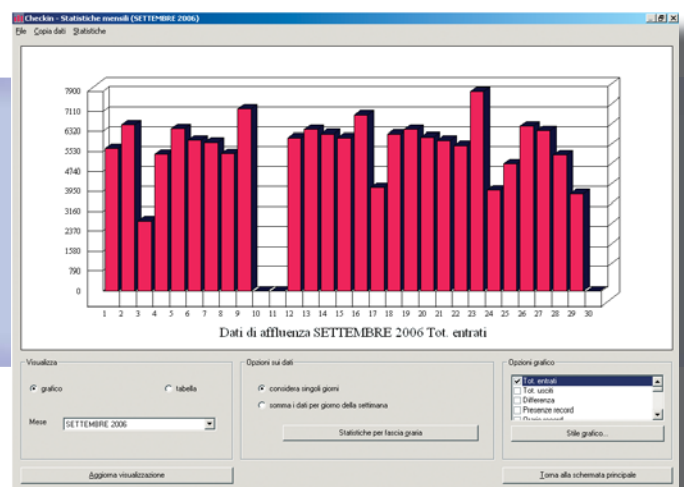 Checkin - Statistiche mensili (SETTEMBRE 2006)
File Copia dati Statistiche
7900
7110
6320
5530
4740
3950
3160
2370
1580
790
0
1 2 3 4 5 6 7 8 9 10 11 12 13 14 15 16 17 18 19 20 21 22 23 24 25 26 27 28 29 30
Dati di affluenza SETTEMBRE 2006 Tot. entrati
Visualizza
grafico tabella
Mese SETTEMBRE 2006
Opzioni sui dati
considera singoli giorni
somma i dati per giorno della settimana
Statistiche per fascia oraria
Opzioni grafico
Tot. entrati
Tot. usciti
Differenza
Presenze record
Orario record
Stile grafico...
Aggiorna visualizzazione
Torna alla schermata principale